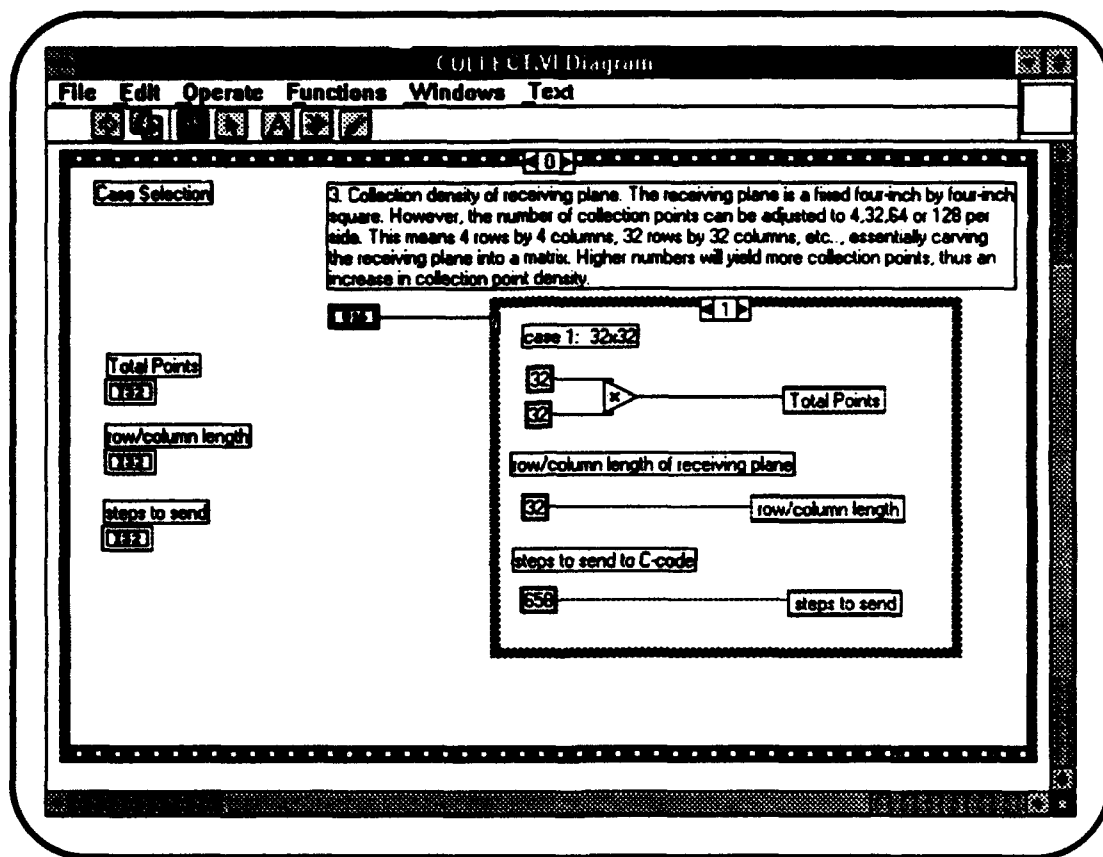 COLLECT.VI Diagram
File Edit Operate Functions Windows Text
0
Case Selection
3. Collection density of receiving plane. The receiving plane is a fixed four-inch by four-inch
square. However, the number of collection points can be adjusted to 4,32,64 or 128 per
side. This means 4 rows by 4 columns, 32 rows by 32 columns, etc.., essentially carving
the receiving plane into a matrix. Higher numbers will yield more collection points, thus an
increase in collection point density.
1
case 1: 32x32
Total Points
I32
32
32
x
Total Points
row/column length
I32
row/column length of receiving plane
32
row/column length
steps to send
I32
steps to send to C-code
steps to send